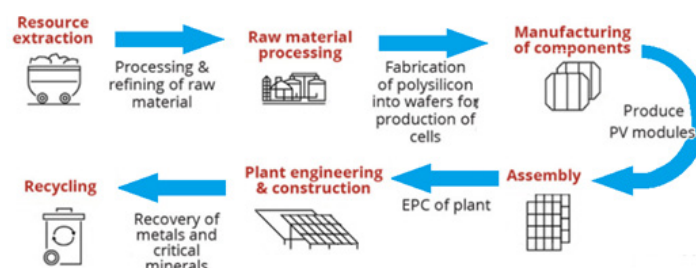 Resource
extraction
Processing &
refining of raw
material
Raw material
processing
Fabrication
of polysilicon
into wafers for
production of
cells
Manufacturing
of components
Produce
PV modules
Assembly
EPC of plant
Plant engineering
& construction
Recovery of
metals and
critical
minerals
Recycling